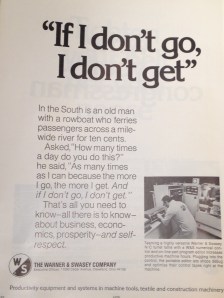 “If I don't go,
I don't get”
In the South is an old man
with a rowboat who ferries
passengers across a mile-
wide river for ten cents.
Asked, "How many times
a day do you do this?"
he said, "As many times
as I can because the more
I go, the more I get. And
if I don't go, I don't get."
That's all you need to
know—all there is to know—
about business, econo-
mics, prosperity—and self-
respect.
WS
THE WARNER & SWASEY COMPANY
Productivity equipment and systems in machine tools, textile and construction machinery